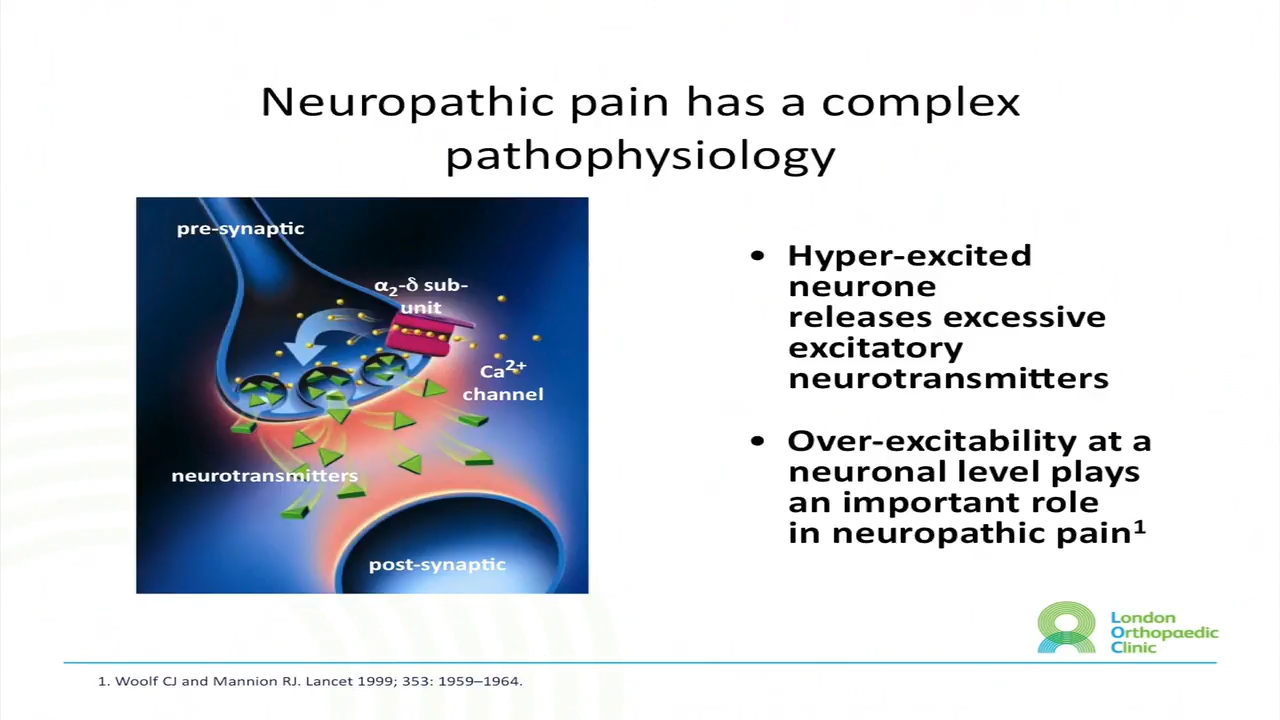 Neuropathic pain has a complex
pathophysiology
pre-synaptic
α₂-δ sub-
unit
Ca²⁺
channel
neurotransmitters
post-synaptic
• Hyper-excited
neurone
releases excessive
excitatory
neurotransmitters
• Over-excitability at a
neuronal level plays
an important role
in neuropathic pain¹
London
Orthopaedic
Clinic
1. Woolf CJ and Mannion RJ. Lancet 1999; 353: 1959–1964.